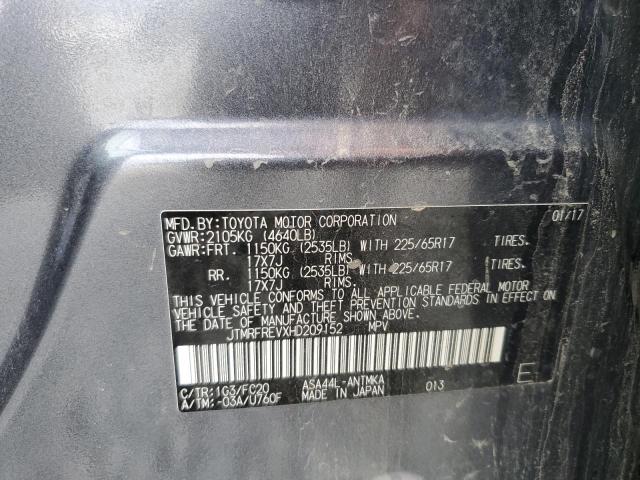 MFD.BY:TOYOTA MOTOR CORPORATION 01/17
GVWR:2105KG (4640LB)
GAWR:FRT. 1150KG (2535LB) WITH 225/65R17 TIRES,
17X7J RIMS
RR. 1150KG (2535LB) WITH 225/65R17 TIRES,
17X7J RIMS
THIS VEHICLE CONFORMS TO ALL APPLICABLE FEDERAL MOTOR
VEHICLE SAFETY AND THEFT PREVENTION STANDARDS IN EFFECT ON
THE DATE OF MANUFACTURE SHOWN ABOVE.
JTMRFREVXHD209152 MPV
C/TR:1G3/FC20 ASA44L-ANTMKA 013 E
A/TM:-03A/U760F MADE IN JAPAN